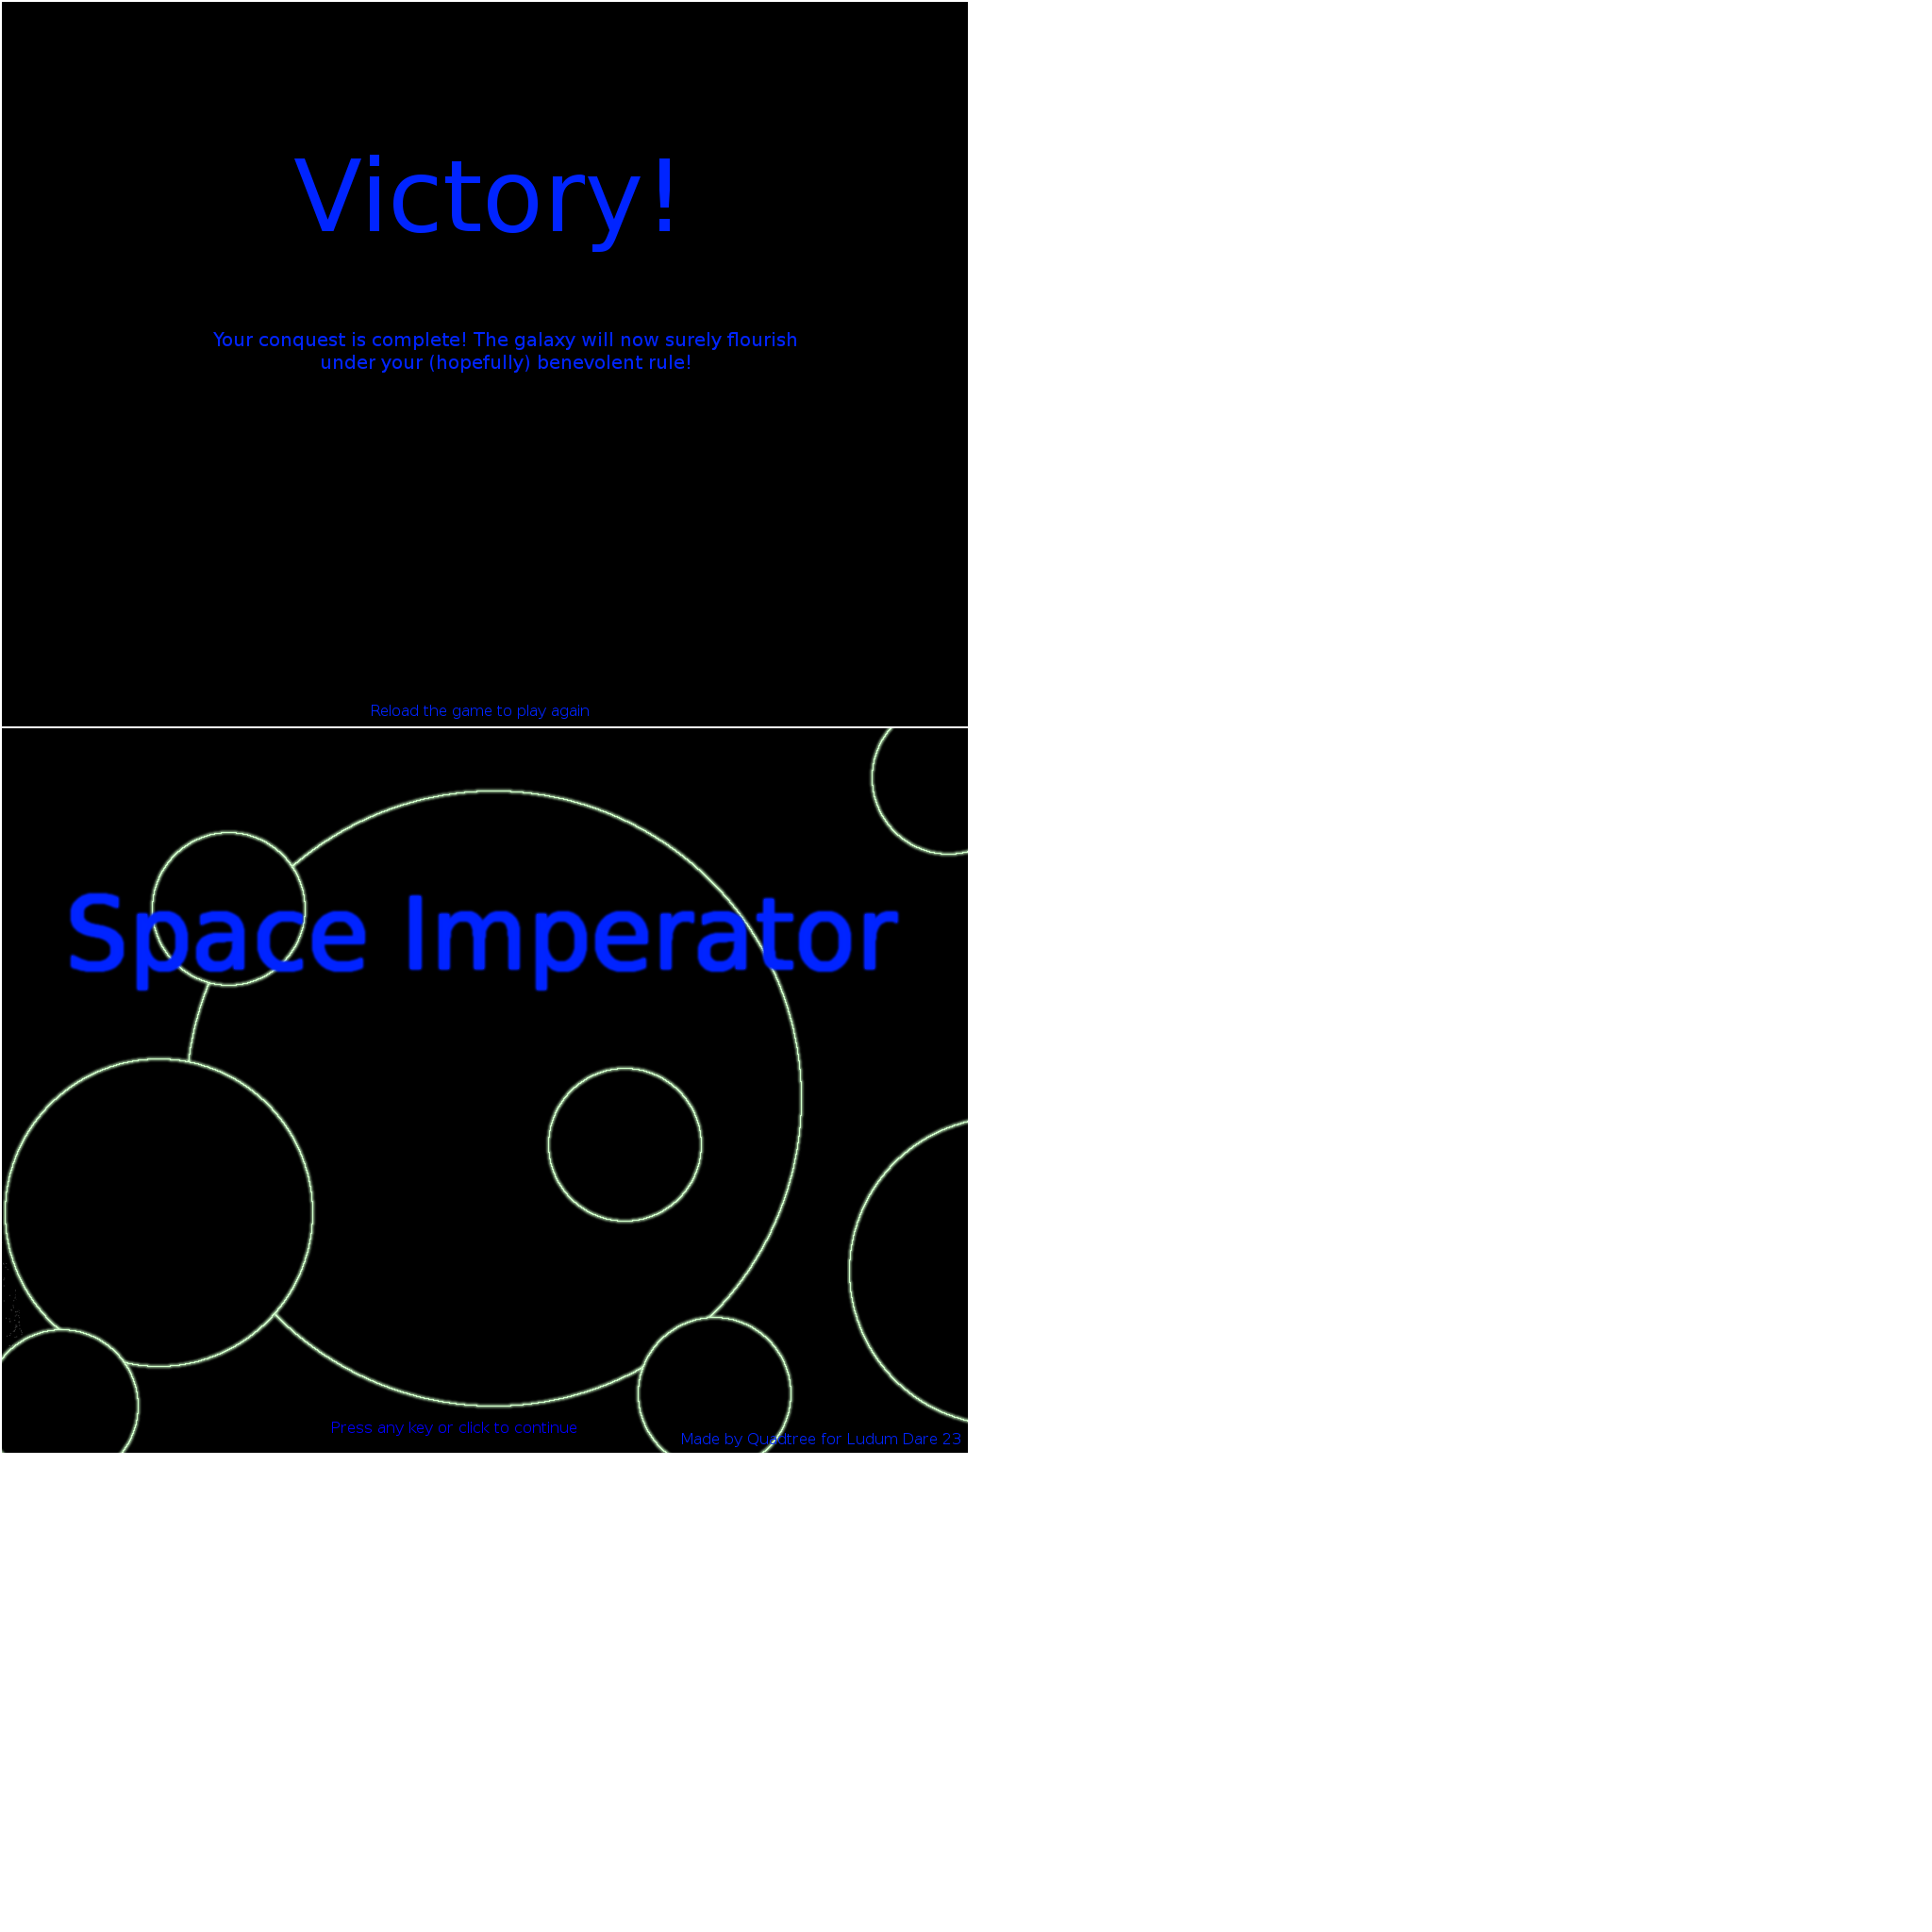 Victory!
Your conquest is complete! The galaxy will now surely flourish
under your (hopefully) benevolent rule!
Reload the game to play again
Space Imperator
Press any key or click to continue
Made by Quadtree for Ludum Dare 23